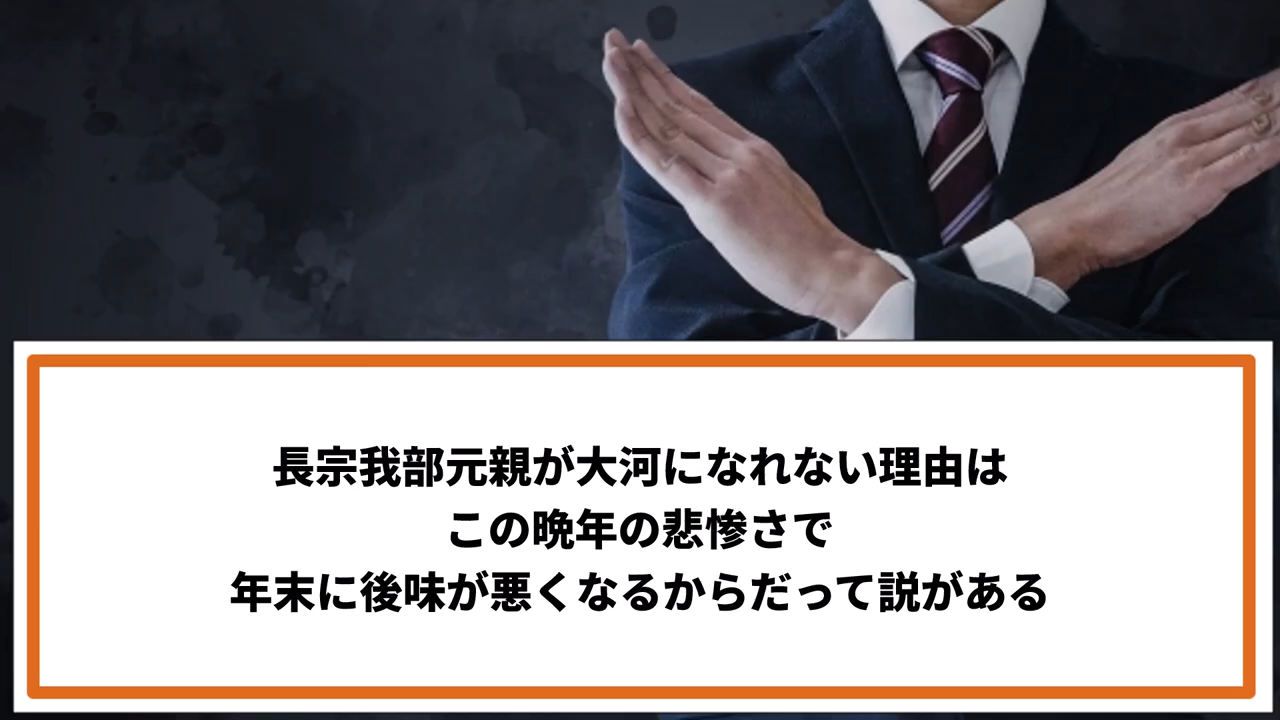 長宗我部元親が大河になれない理由は
この晩年の悲惨さで
年末に後味が悪くなるからだって説がある